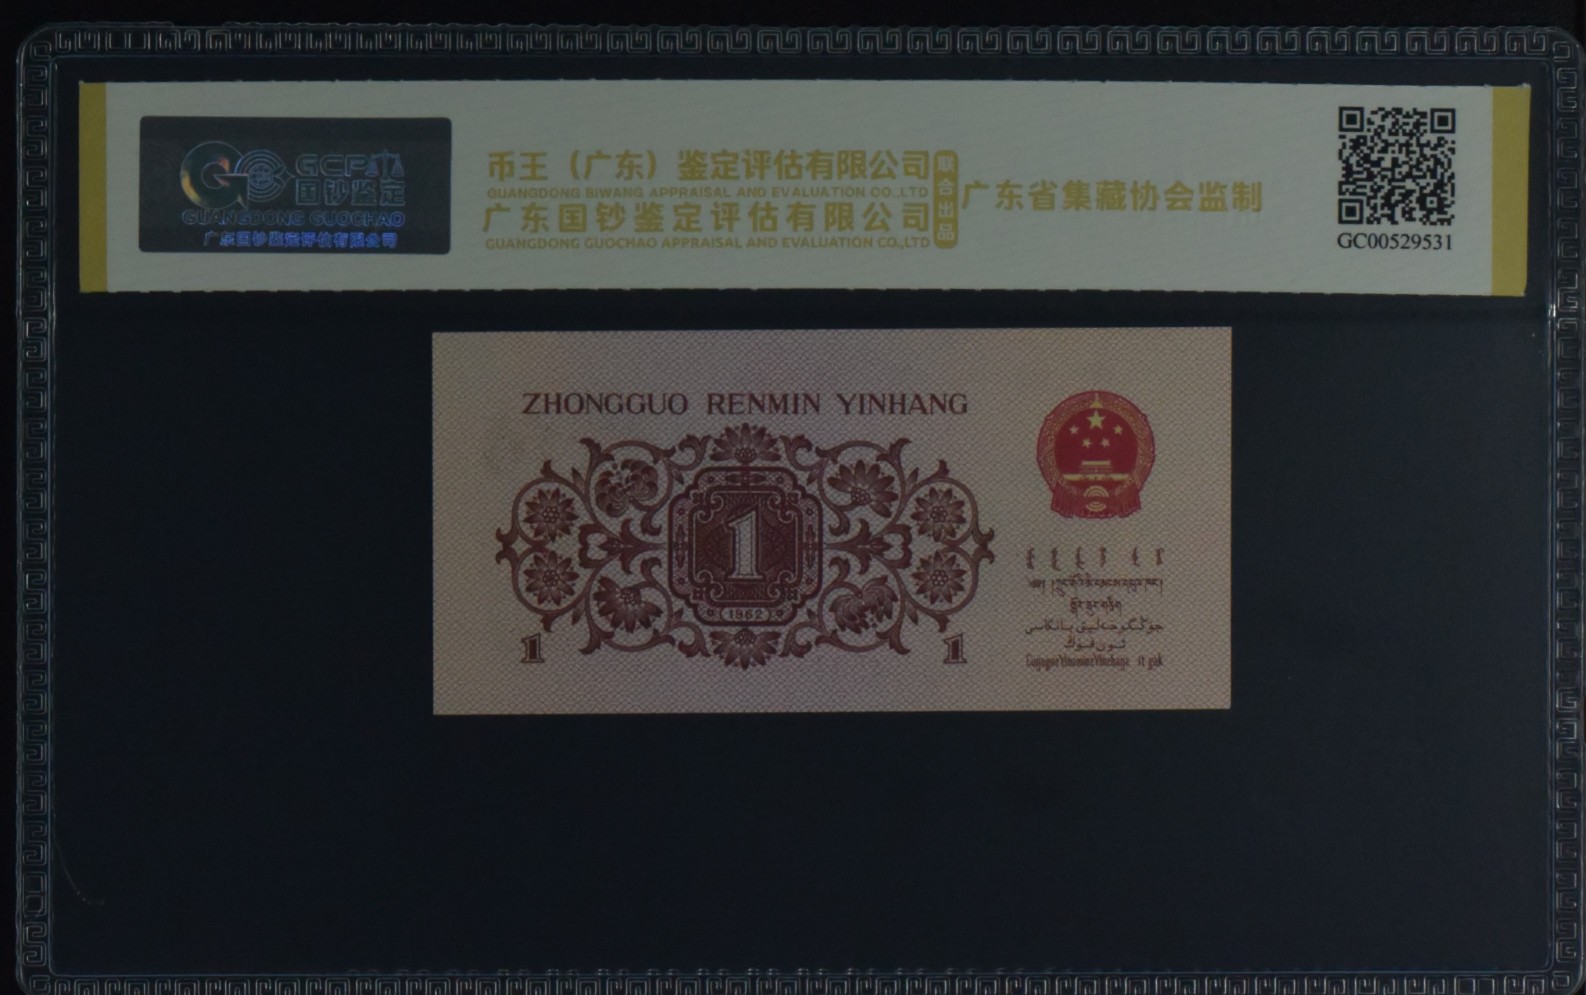 GCP
国钞鉴定
GUANGDONG GUOCHAO
广东国钞鉴定评估有限公司
币王（广东）鉴定评估有限公司
GUANGDONG BIWANG APPRAISAL AND EVALUATION CO.,LTD
广东国钞鉴定评估有限公司
GUANGDONG GUOCHAO APPRAISAL AND EVALUATION CO.,LTD
联合出品
广东省集藏协会监制
GC00529531
ZHONGGUO RENMIN YINHANG
1
(1962)
1
1